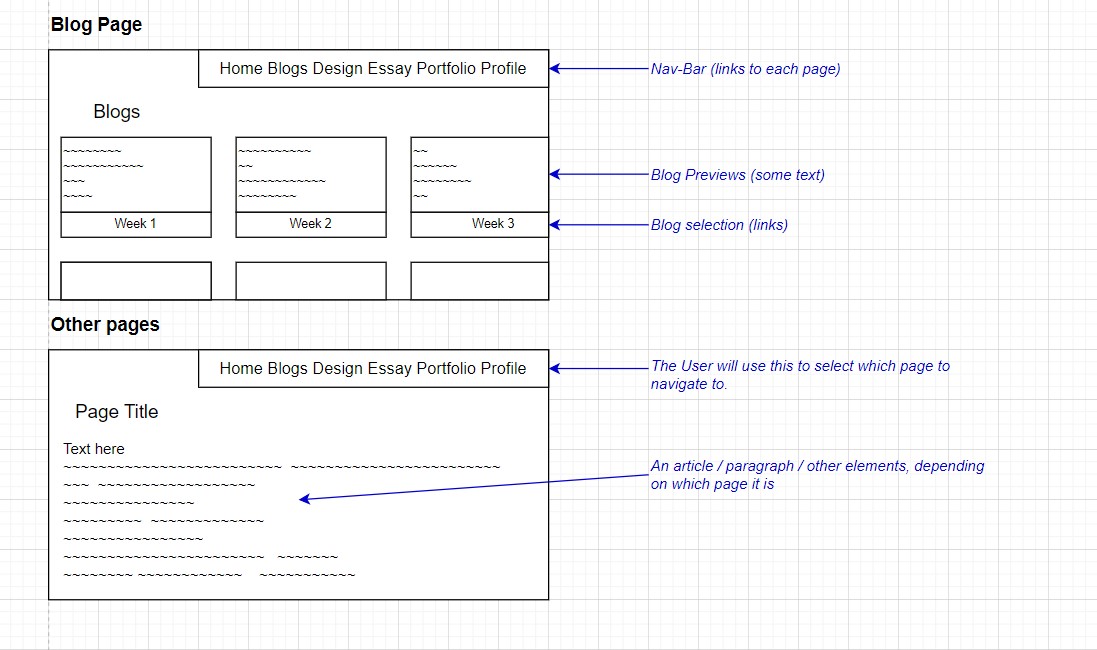 Blog Page
Home Blogs Design Essay Portfolio Profile
Nav-Bar (links to each page)
Blogs
Blog Previews (some text)
Week 1
Week 2
Week 3
Blog selection (links)
Other pages
Home Blogs Design Essay Portfolio Profile
The User will use this to select which page to
navigate to.
Page Title
Text here
An article / paragraph / other elements, depending
on which page it is